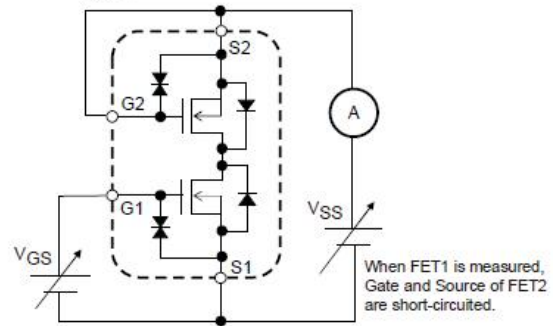 S2
G2
A
G1
VSS
VGS
S1
When FET1 is measured,
Gate and Source of FET2
are short-circuited.